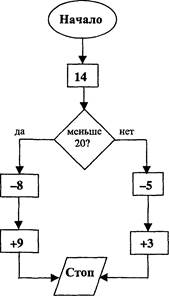 Начало
14
меньше
20?
да
нет
–8
–5
+9
+3
Стоп